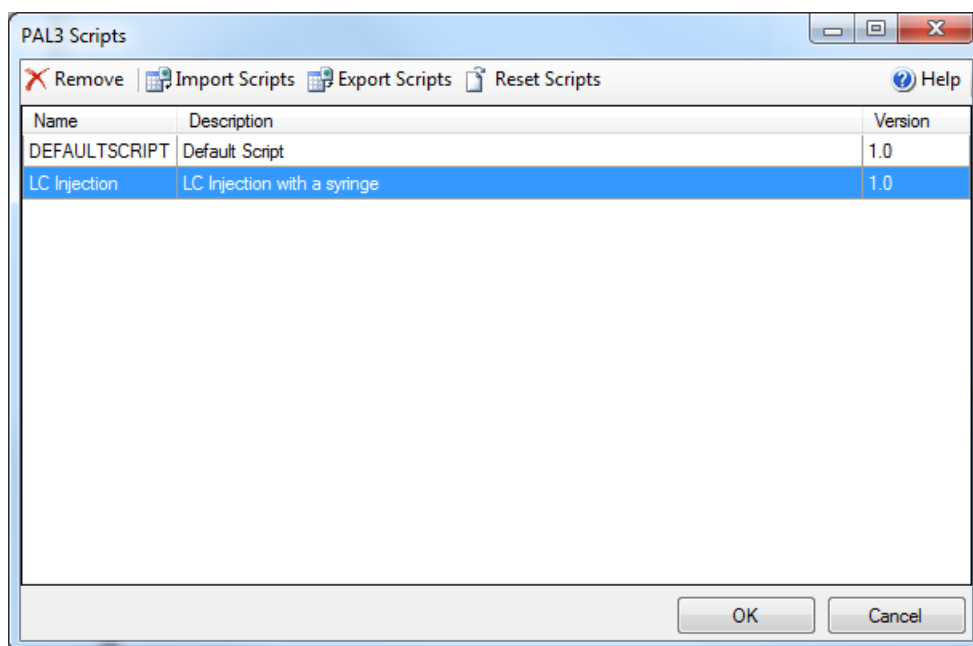 PAL3 Scripts
Remove Import Scripts Export Scripts Reset Scripts Help
Name Description Version
DEFAULTSCRIPT Default Script 1.0
LC Injection LC Injection with a syringe 1.0
OK Cancel